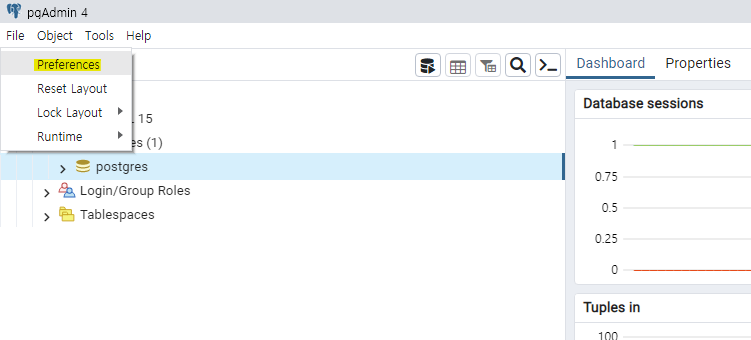 pgAdmin 4
File Object Tools Help
Preferences
Reset Layout
Lock Layout
Runtime
15
es (1)
postgres
Login/Group Roles
Tablespaces
Dashboard Properties
Database sessions
1
0.75
0.5
0.25
0
Tuples in
100